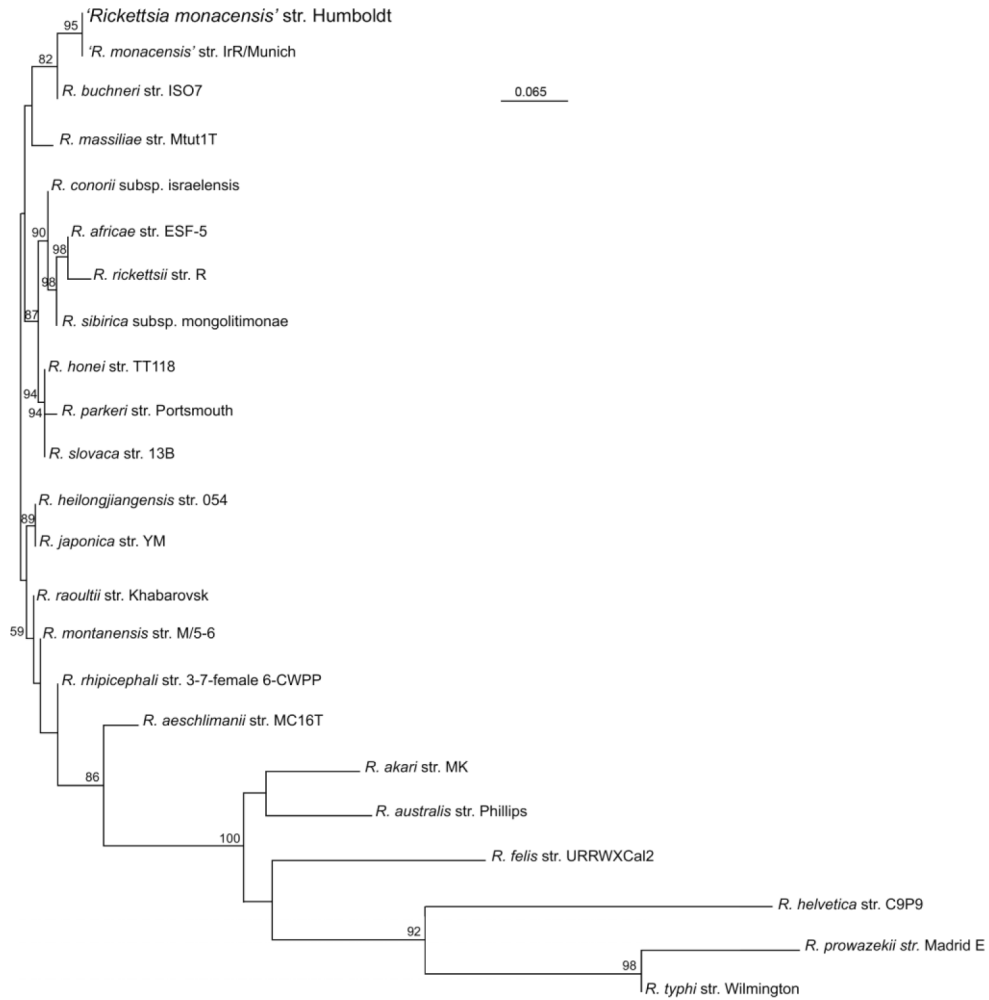 'Rickettsia monacensis' str. Humboldt
95
'R. monacensis' str. IrR/Munich
82
R. buchneri str. ISO7
0.065
R. massiliae str. Mtut1T
R. conorii subsp. israelensis
90
R. africae str. ESF-5
98
R. rickettsii str. R
98
87
R. sibirica subsp. mongolitimonae
R. honei str. TT118
94
94
R. parkeri str. Portsmouth
R. slovaca str. 13B
R. heilongjiangensis str. 054
89
R. japonica str. YM
R. raoultii str. Khabarovsk
59
R. montanensis str. M/5-6
R. rhipicephali str. 3-7-female 6-CWPP
R. aeschlimanii str. MC16T
86
R. akari str. MK
R. australis str. Phillips
100
R. felis str. URRWXCal2
R. helvetica str. C9P9
92
R. prowazekii str. Madrid E
98
R. typhi str. Wilmington